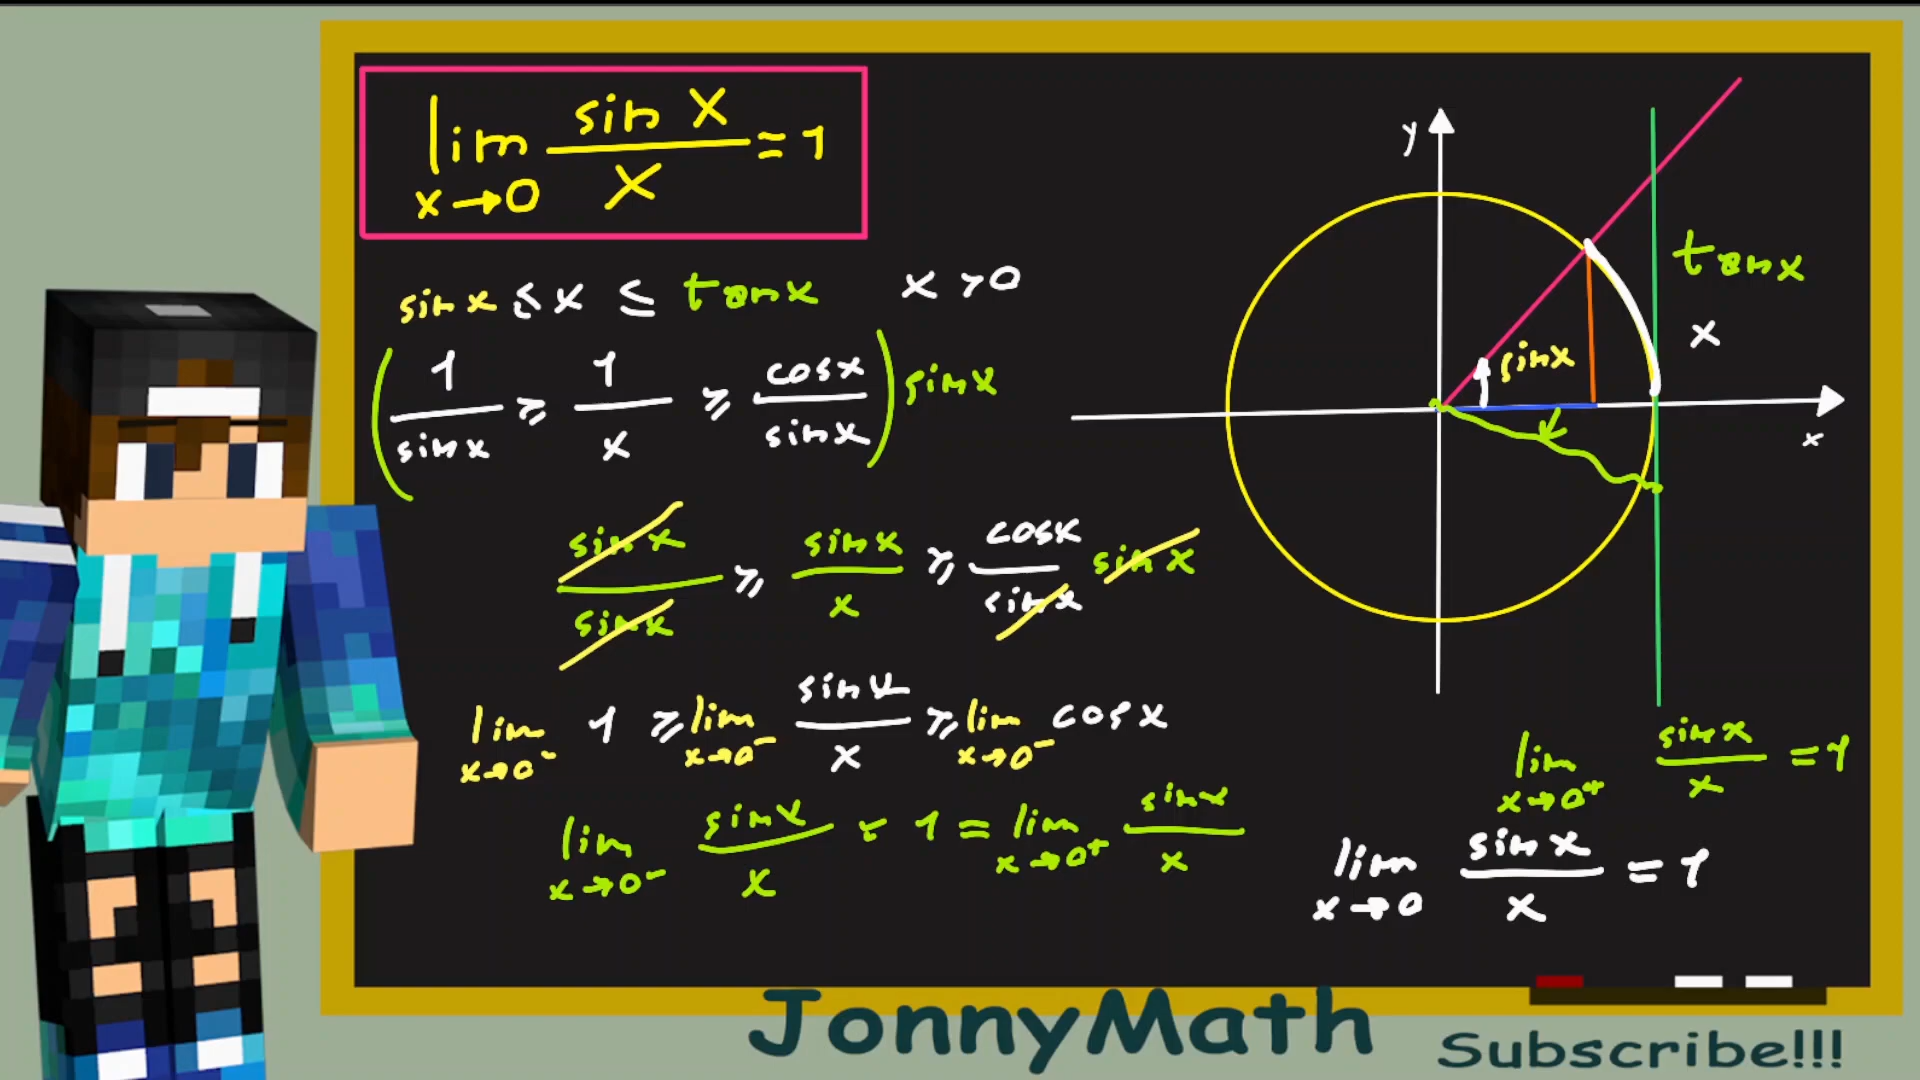 lim x→0 sin x / x = 1
sin x ≤ x ≤ tan x   x > 0
( 1 / sin x ≥ 1 / x ≥ cos x / sin x ) sin x
sin x / sin x ≥ sin x / x ≥ cos x / sin x sin x
lim x→0⁻ 1 ≥ lim x→0⁻ sin x / x ≥ lim x→0⁻ cos x
lim x→0⁻ sin x / x = 1 = lim x→0⁺ sin x / x
y
tan x
x
sin x
x
lim x→0⁺ sin x / x = 1
lim x→0 sin x / x = 1
JonnyMath
Subscribe!!!